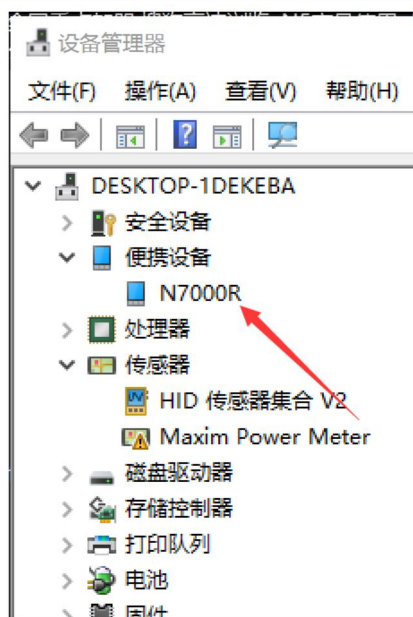 设备管理器
文件(F) 操作(A) 查看(V) 帮助(H)
DESKTOP-1DEKEBA
安全设备
便携设备
N7000R
处理器
传感器
HID 传感器集合 V2
Maxim Power Meter
磁盘驱动器
存储控制器
打印队列
电池
固件